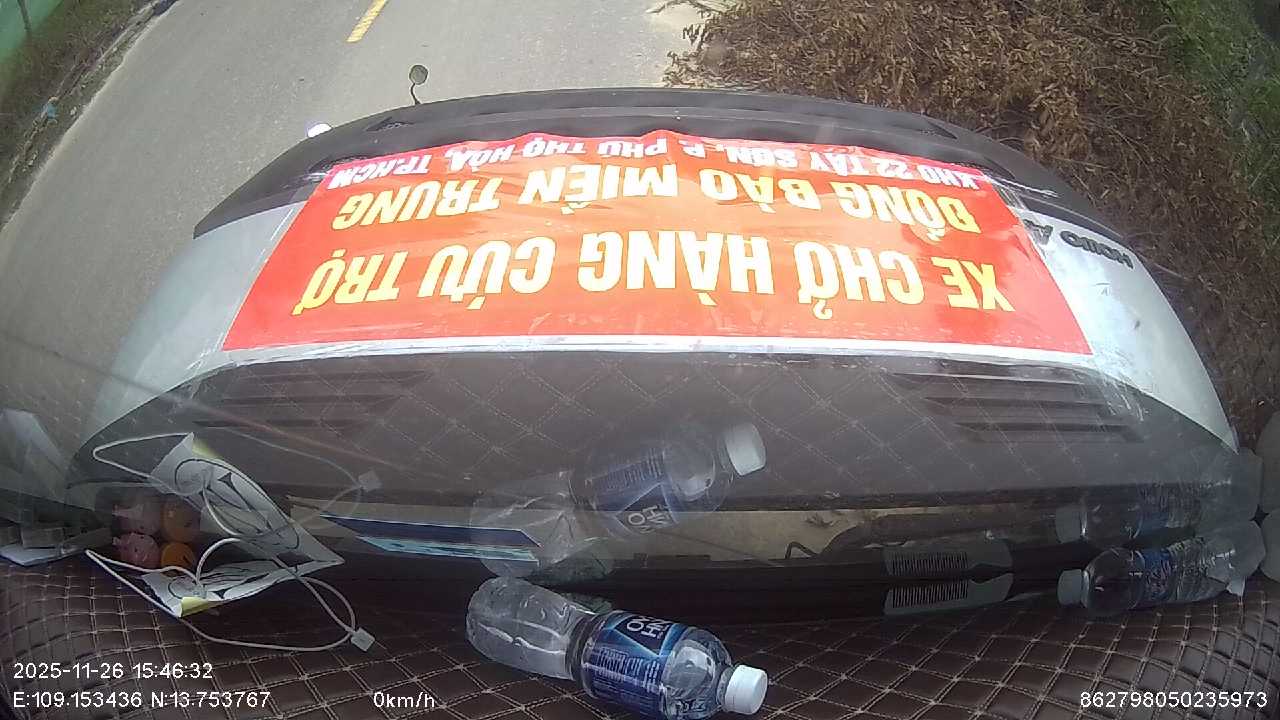 XE CHỞ HÀNG CỨU TRỢ
ĐỒNG BÀO MIỀN TRUNG
KHO 22 TÂY SƠN, P. PHÚ THỌ HÒA, TP.HCM
2025-11-26 15:46:32
E:109.153436 N:13.753767
0km/h
862798050235973